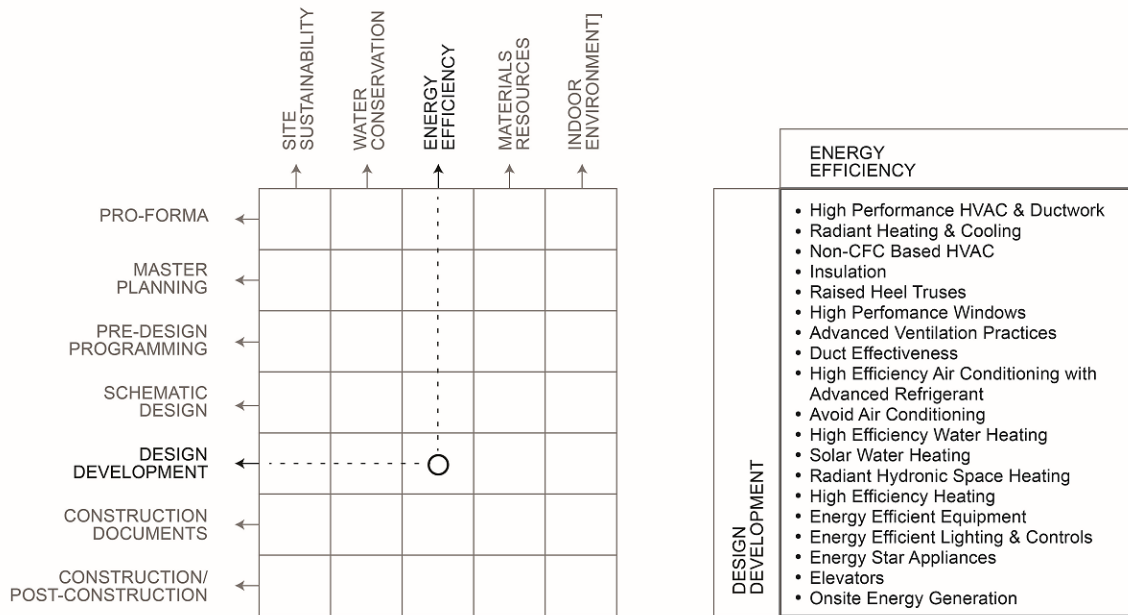 SITE
SUSTAINABILITY
WATER
CONSERVATION
ENERGY
EFFICIENCY
MATERIALS
RESOURCES
INDOOR
ENVIRONMENT]
PRO-FORMA
MASTER
PLANNING
PRE-DESIGN
PROGRAMMING
SCHEMATIC
DESIGN
DESIGN
DEVELOPMENT
CONSTRUCTION
DOCUMENTS
CONSTRUCTION/
POST-CONSTRUCTION
ENERGY
EFFICIENCY
DESIGN
DEVELOPMENT
• High Performance HVAC & Ductwork
• Radiant Heating & Cooling
• Non-CFC Based HVAC
• Insulation
• Raised Heel Truses
• High Perfomance Windows
• Advanced Ventilation Practices
• Duct Effectiveness
• High Efficiency Air Conditioning with
Advanced Refrigerant
• Avoid Air Conditioning
• High Efficiency Water Heating
• Solar Water Heating
• Radiant Hydronic Space Heating
• High Efficiency Heating
• Energy Efficient Equipment
• Energy Efficient Lighting & Controls
• Energy Star Appliances
• Elevators
• Onsite Energy Generation